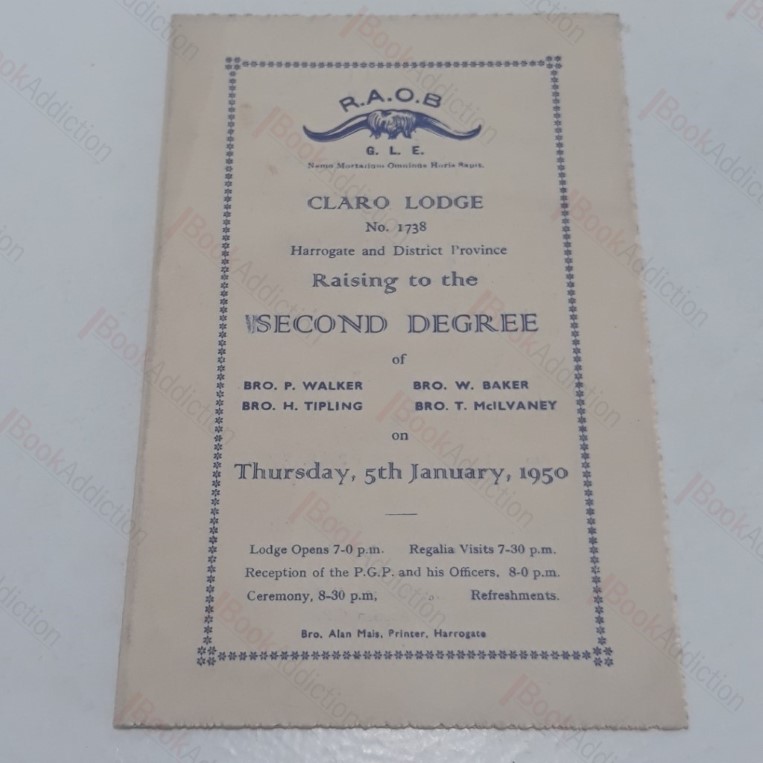 R.A.O.B
G. L. E.
Nemo Mortalium Omnibus Horis Sapit.
CLARO LODGE
No. 1738
Harrogate and District Province
Raising to the
SECOND DEGREE
of
BRO. P. WALKER BRO. W. BAKER
BRO. H. TIPLING BRO. T. McILVANEY
on
Thursday, 5th January, 1950
Lodge Opens 7-0 p.m. Regalia Visits 7-30 p.m.
Reception of the P.G.P. and his Officers, 8-0 p.m.
Ceremony, 8-30 p.m, Refreshments.
Bro. Alan Mais, Printer, Harrogate
BookAddiction